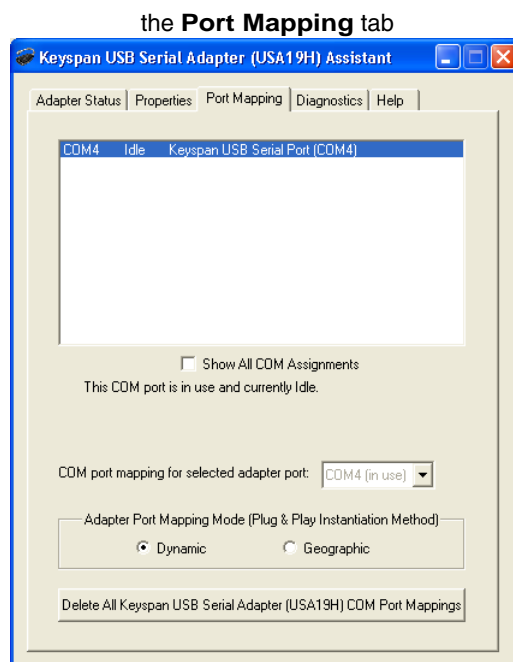 the Port Mapping tab
Keyspan USB Serial Adapter (USA19H) Assistant
Adapter Status Properties Port Mapping Diagnostics Help
COM4 Idle Keyspan USB Serial Port (COM4)
Show All COM Assignments
This COM port is in use and currently Idle.
COM port mapping for selected adapter port: COM4 (in use)
Adapter Port Mapping Mode (Plug & Play Instantiation Method)
Dynamic Geographic
Delete All Keyspan USB Serial Adapter (USA19H) COM Port Mappings